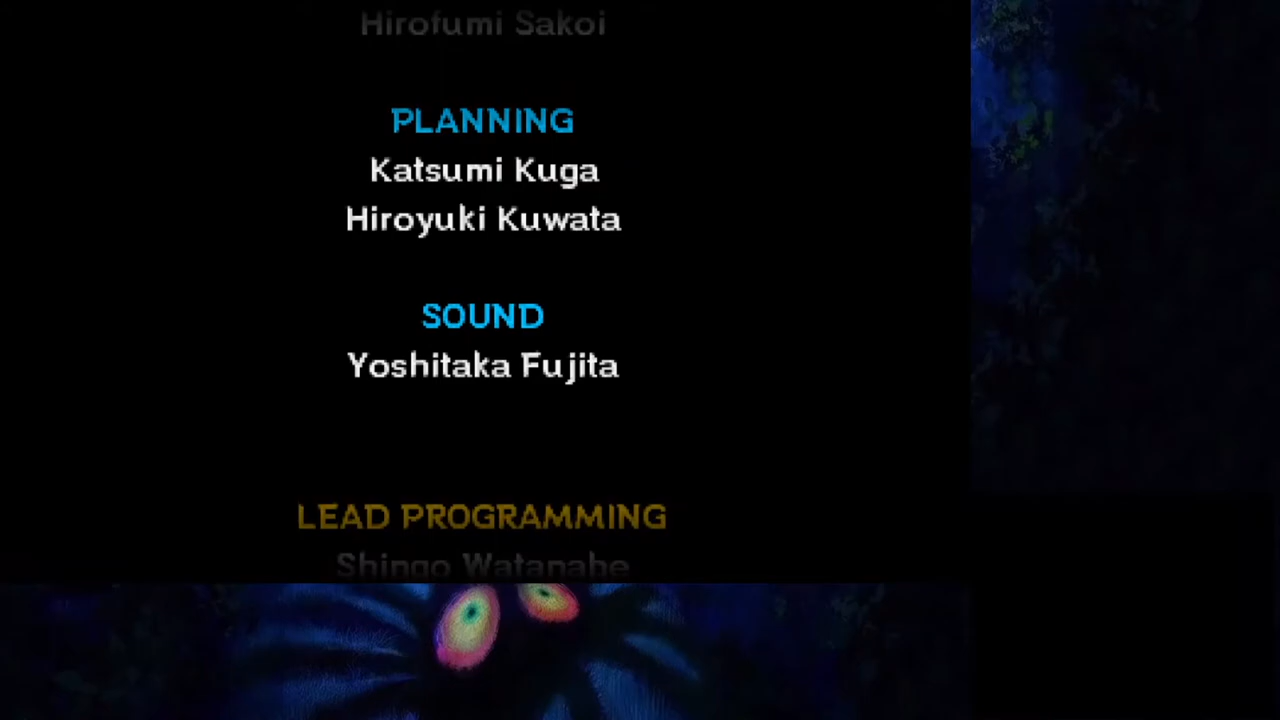 Hirofumi Sakoi
PLANNING
Katsumi Kuga
Hiroyuki Kuwata
SOUND
Yoshitaka Fujita
LEAD PROGRAMMING
Shingo Watanabe